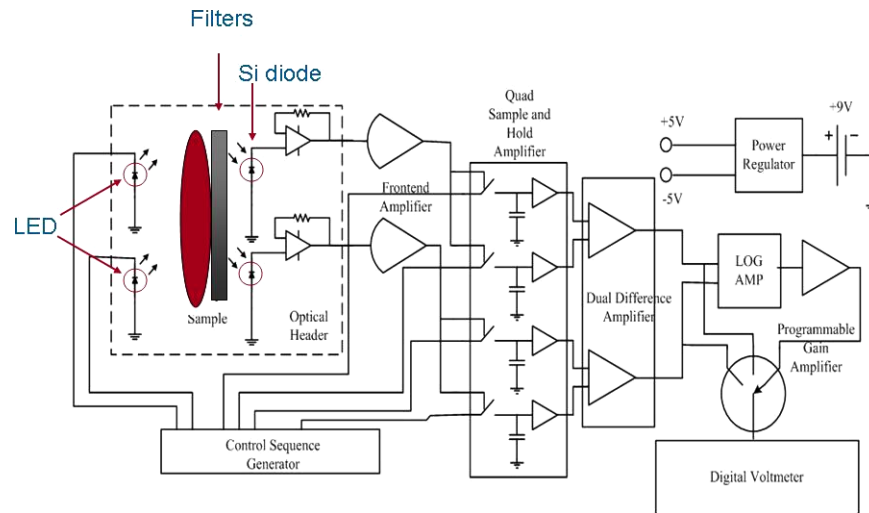 Filters
Si diode
LED
Sample
Optical
Header
Frontend
Amplifier
Quad
Sample and
Hold
Amplifier
Dual Difference
Amplifier
+5V
-5V
Power
Regulator
+9V
+ −
LOG
AMP
Programmable
Gain
Amplifier
Control Sequence
Generator
Digital Voltmeter